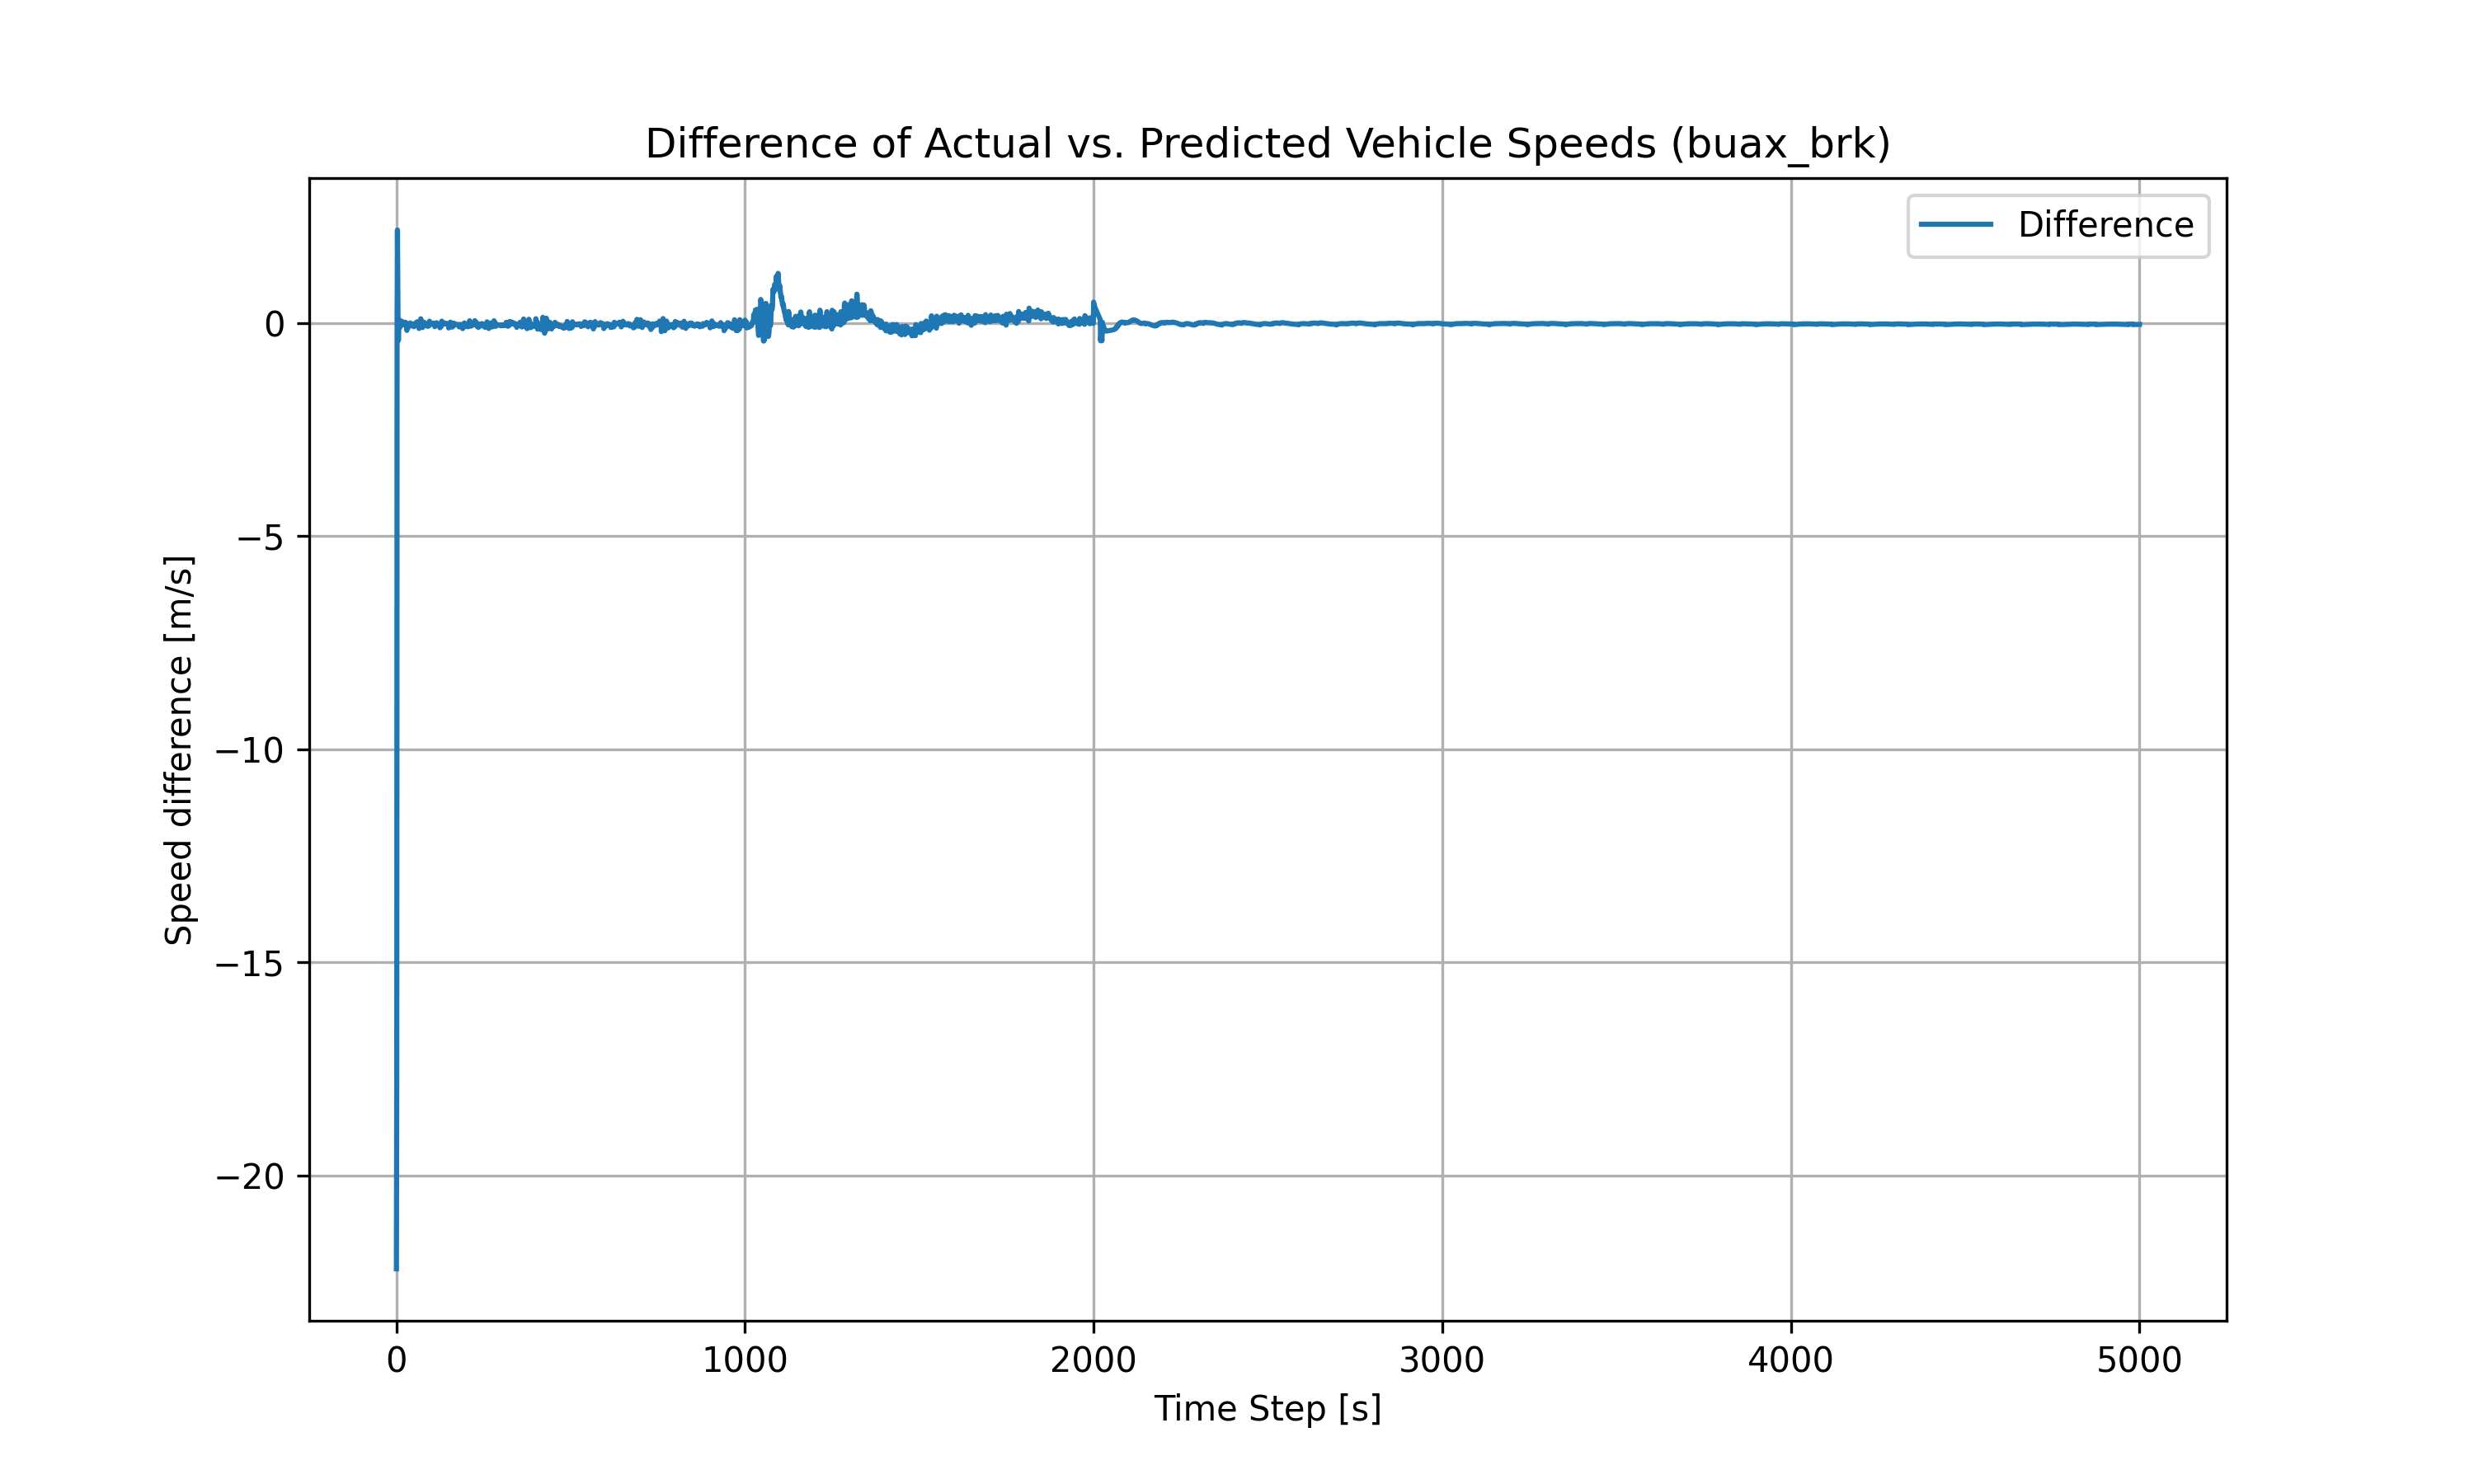 Difference of Actual vs. Predicted Vehicle Speeds (buax_brk)
Difference
0
−5
−10
−15
−20
Speed difference [m/s]
0 1000 2000 3000 4000 5000
Time Step [s]